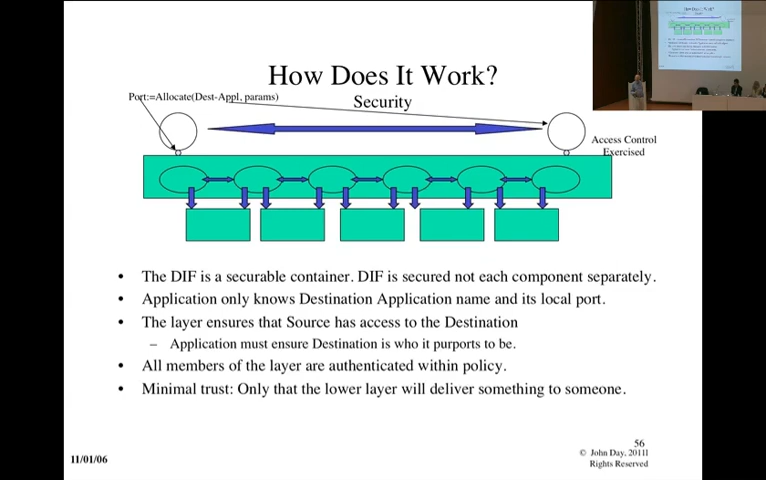 How Does It Work?
Security
Port:=Allocate(Dest-Appl, params)
Access Control
Exercised
• The DIF is a securable container. DIF is secured not each component separately.
• Application only knows Destination Application name and its local port.
• The layer ensures that Source has access to the Destination
– Application must ensure Destination is who it purports to be.
• All members of the layer are authenticated within policy.
• Minimal trust: Only that the lower layer will deliver something to someone.
11/01/06
56
© John Day, 2011l
Rights Reserved